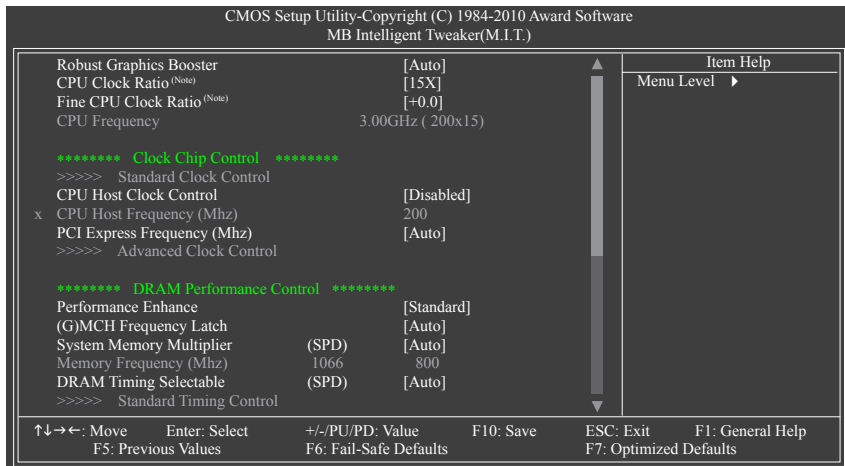 CMOS Setup Utility-Copyright (C) 1984-2010 Award Software
MB Intelligent Tweaker(M.I.T.)
Robust Graphics Booster [Auto]
CPU Clock Ratio (Note) [15X]
Fine CPU Clock Ratio (Note) [+0.0]
CPU Frequency 3.00GHz ( 200x15)
******** Clock Chip Control ********
>>>>> Standard Clock Control
CPU Host Clock Control [Disabled]
x CPU Host Frequency (Mhz) 200
PCI Express Frequency (Mhz) [Auto]
>>>>> Advanced Clock Control
******** DRAM Performance Control ********
Performance Enhance [Standard]
(G)MCH Frequency Latch [Auto]
System Memory Multiplier (SPD) [Auto]
Memory Frequency (Mhz) 1066 800
DRAM Timing Selectable (SPD) [Auto]
>>>>> Standard Timing Control
Item Help
Menu Level ▶
↑↓→←: Move Enter: Select +/-/PU/PD: Value F10: Save ESC: Exit F1: General Help
F5: Previous Values F6: Fail-Safe Defaults F7: Optimized Defaults